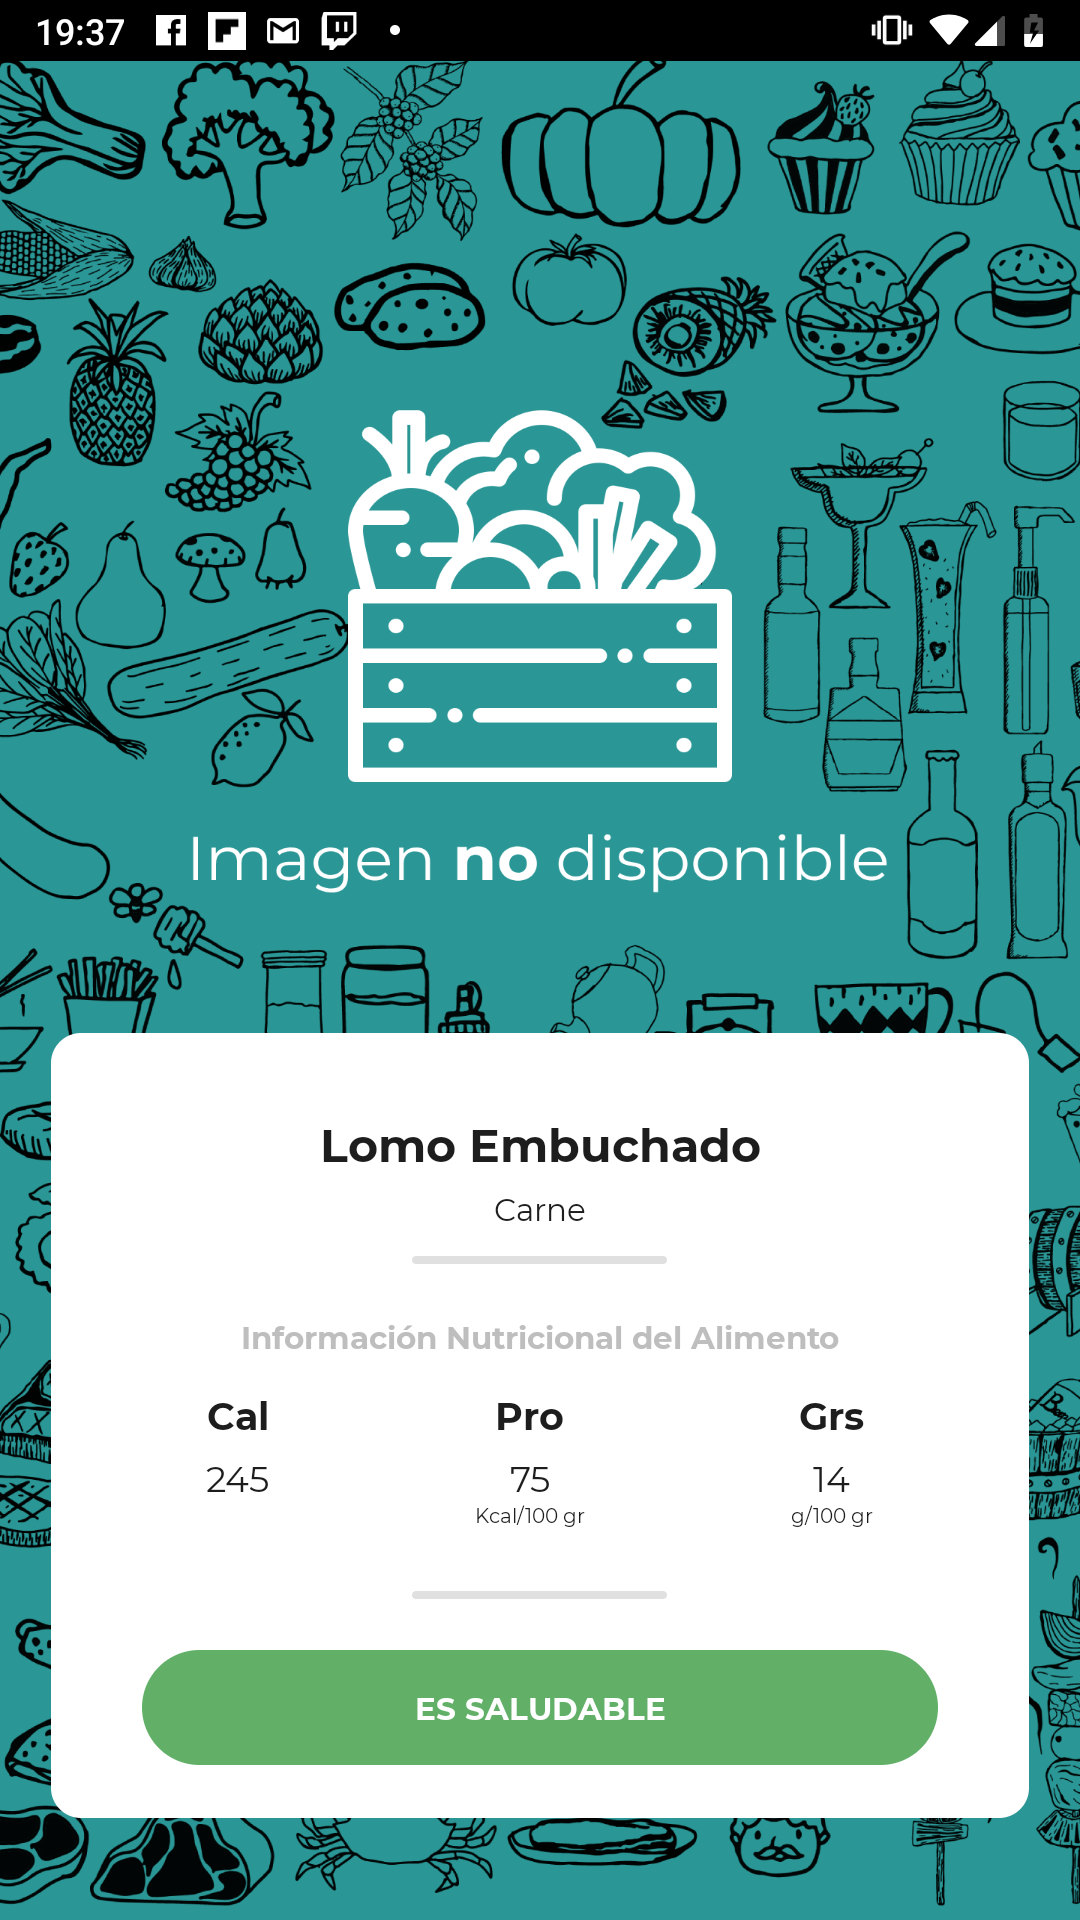 19:37
Imagen no disponible
Lomo Embuchado
Carne
Información Nutricional del Alimento
Cal Pro Grs
245 75 14
Kcal/100 gr g/100 gr
ES SALUDABLE